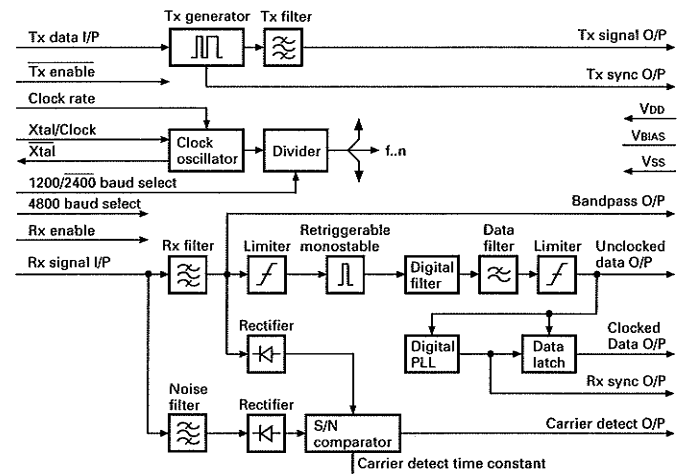 Tx generator
Tx filter
Tx data I/P
Tx signal O/P
Tx enable
Tx sync O/P
Clock rate
VDD
Xtal/Clock
Clock
oscillator
Divider
f..n
VBIAS
Xtal
VSS
1200/2400 baud select
4800 baud select
Bandpass O/P
Rx enable
Rx signal I/P
Rx filter
Limiter
Retriggerable
monostable
Digital
filter
Data
filter
Limiter
Unclocked
data O/P
Rectifier
Digital
PLL
Data
latch
Clocked
Data O/P
Rx sync O/P
Noise
filter
Rectifier
S/N
comparator
Carrier detect O/P
Carrier detect time constant